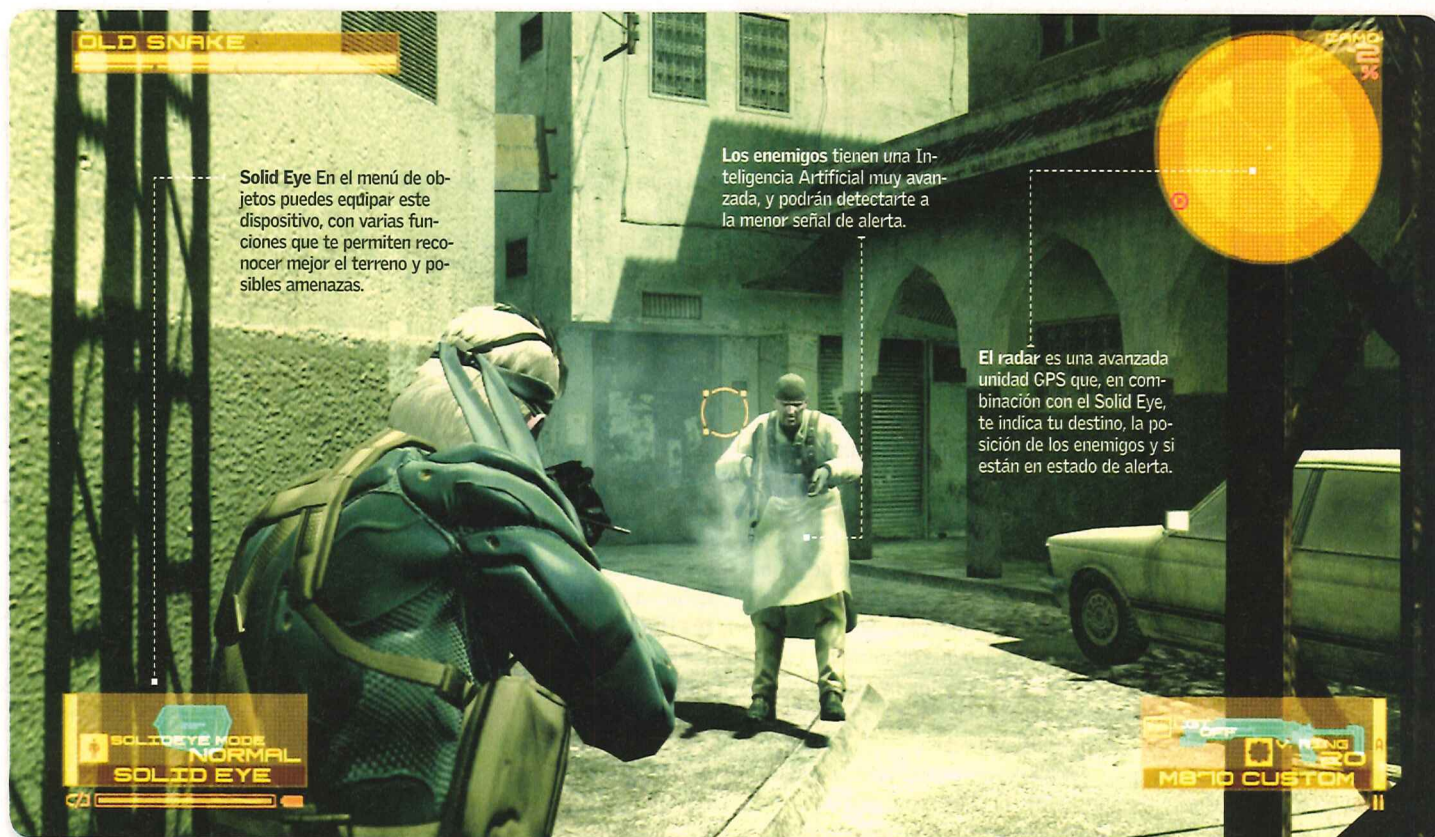 OLD SNAKE
CAMO
2
%
Solid Eye En el menú de ob-
jetos puedes equipar este
dispositivo, con varias fun-
ciones que te permiten reco-
nocer mejor el terreno y po-
sibles amenazas.
Los enemigos tienen una In-
teligencia Artificial muy avan-
zada, y podrán detectarte a
la menor señal de alerta.
El radar es una avanzada
unidad GPS que, en com-
binación con el Solid Eye,
te indica tu destino, la po-
sición de los enemigos y si
están en estado de alerta.
SOLIDEYE MODE
NORMAL
SOLID EYE
OFF
M870 CUSTOM